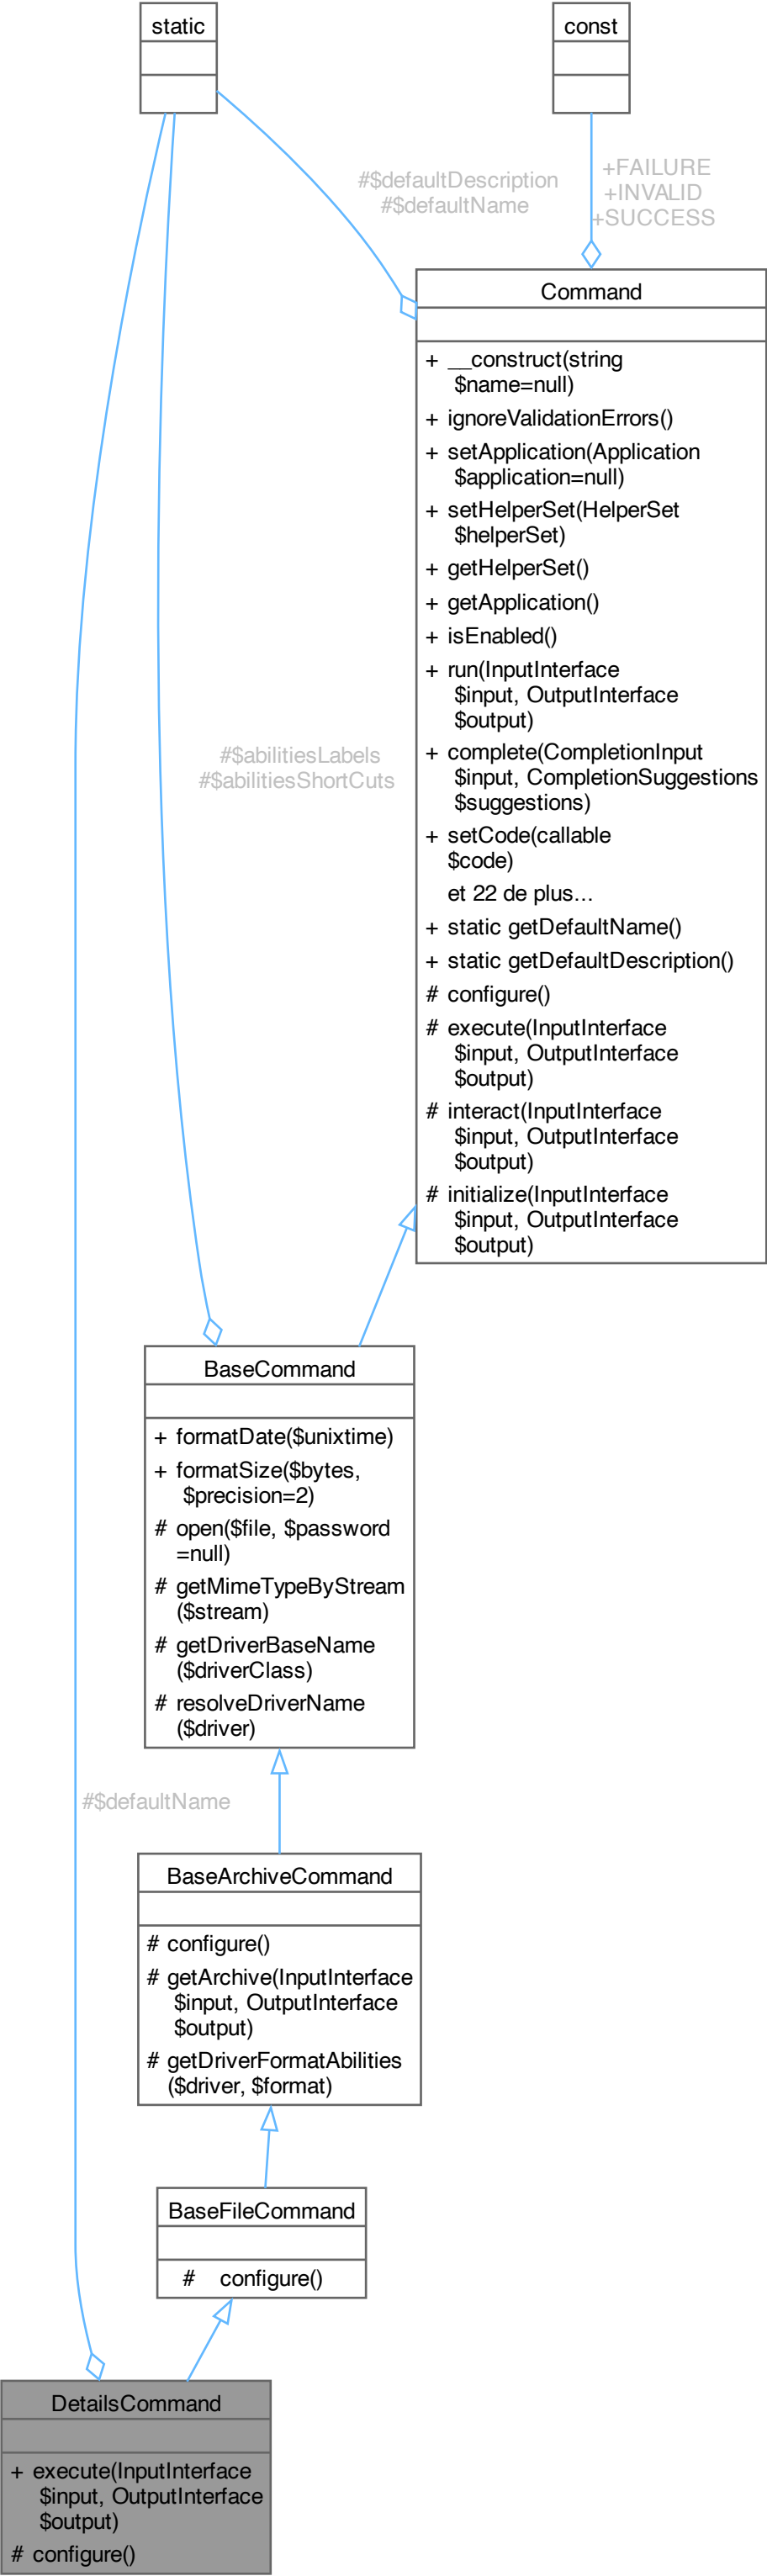 static
const
#$defaultDescription
#$defaultName
+FAILURE
+INVALID
+SUCCESS
Command
+ __construct(string
$name=null)
+ ignoreValidationErrors()
+ setApplication(Application
$application=null)
+ setHelperSet(HelperSet
$helperSet)
+ getHelperSet()
+ getApplication()
+ isEnabled()
+ run(InputInterface
$input, OutputInterface
$output)
+ complete(CompletionInput
$input, CompletionSuggestions
$suggestions)
+ setCode(callable
$code)
et 22 de plus...
+ static getDefaultName()
+ static getDefaultDescription()
# configure()
# execute(InputInterface
$input, OutputInterface
$output)
# interact(InputInterface
$input, OutputInterface
$output)
# initialize(InputInterface
$input, OutputInterface
$output)
#$abilitiesLabels
#$abilitiesShortCuts
BaseCommand
+ formatDate($unixtime)
+ formatSize($bytes,
$precision=2)
# open($file, $password
=null)
# getMimeTypeByStream
($stream)
# getDriverBaseName
($driverClass)
# resolveDriverName
($driver)
#$defaultName
BaseArchiveCommand
# configure()
# getArchive(InputInterface
$input, OutputInterface
$output)
# getDriverFormatAbilities
($driver, $format)
BaseFileCommand
# configure()
DetailsCommand
+ execute(InputInterface
$input, OutputInterface
$output)
# configure()